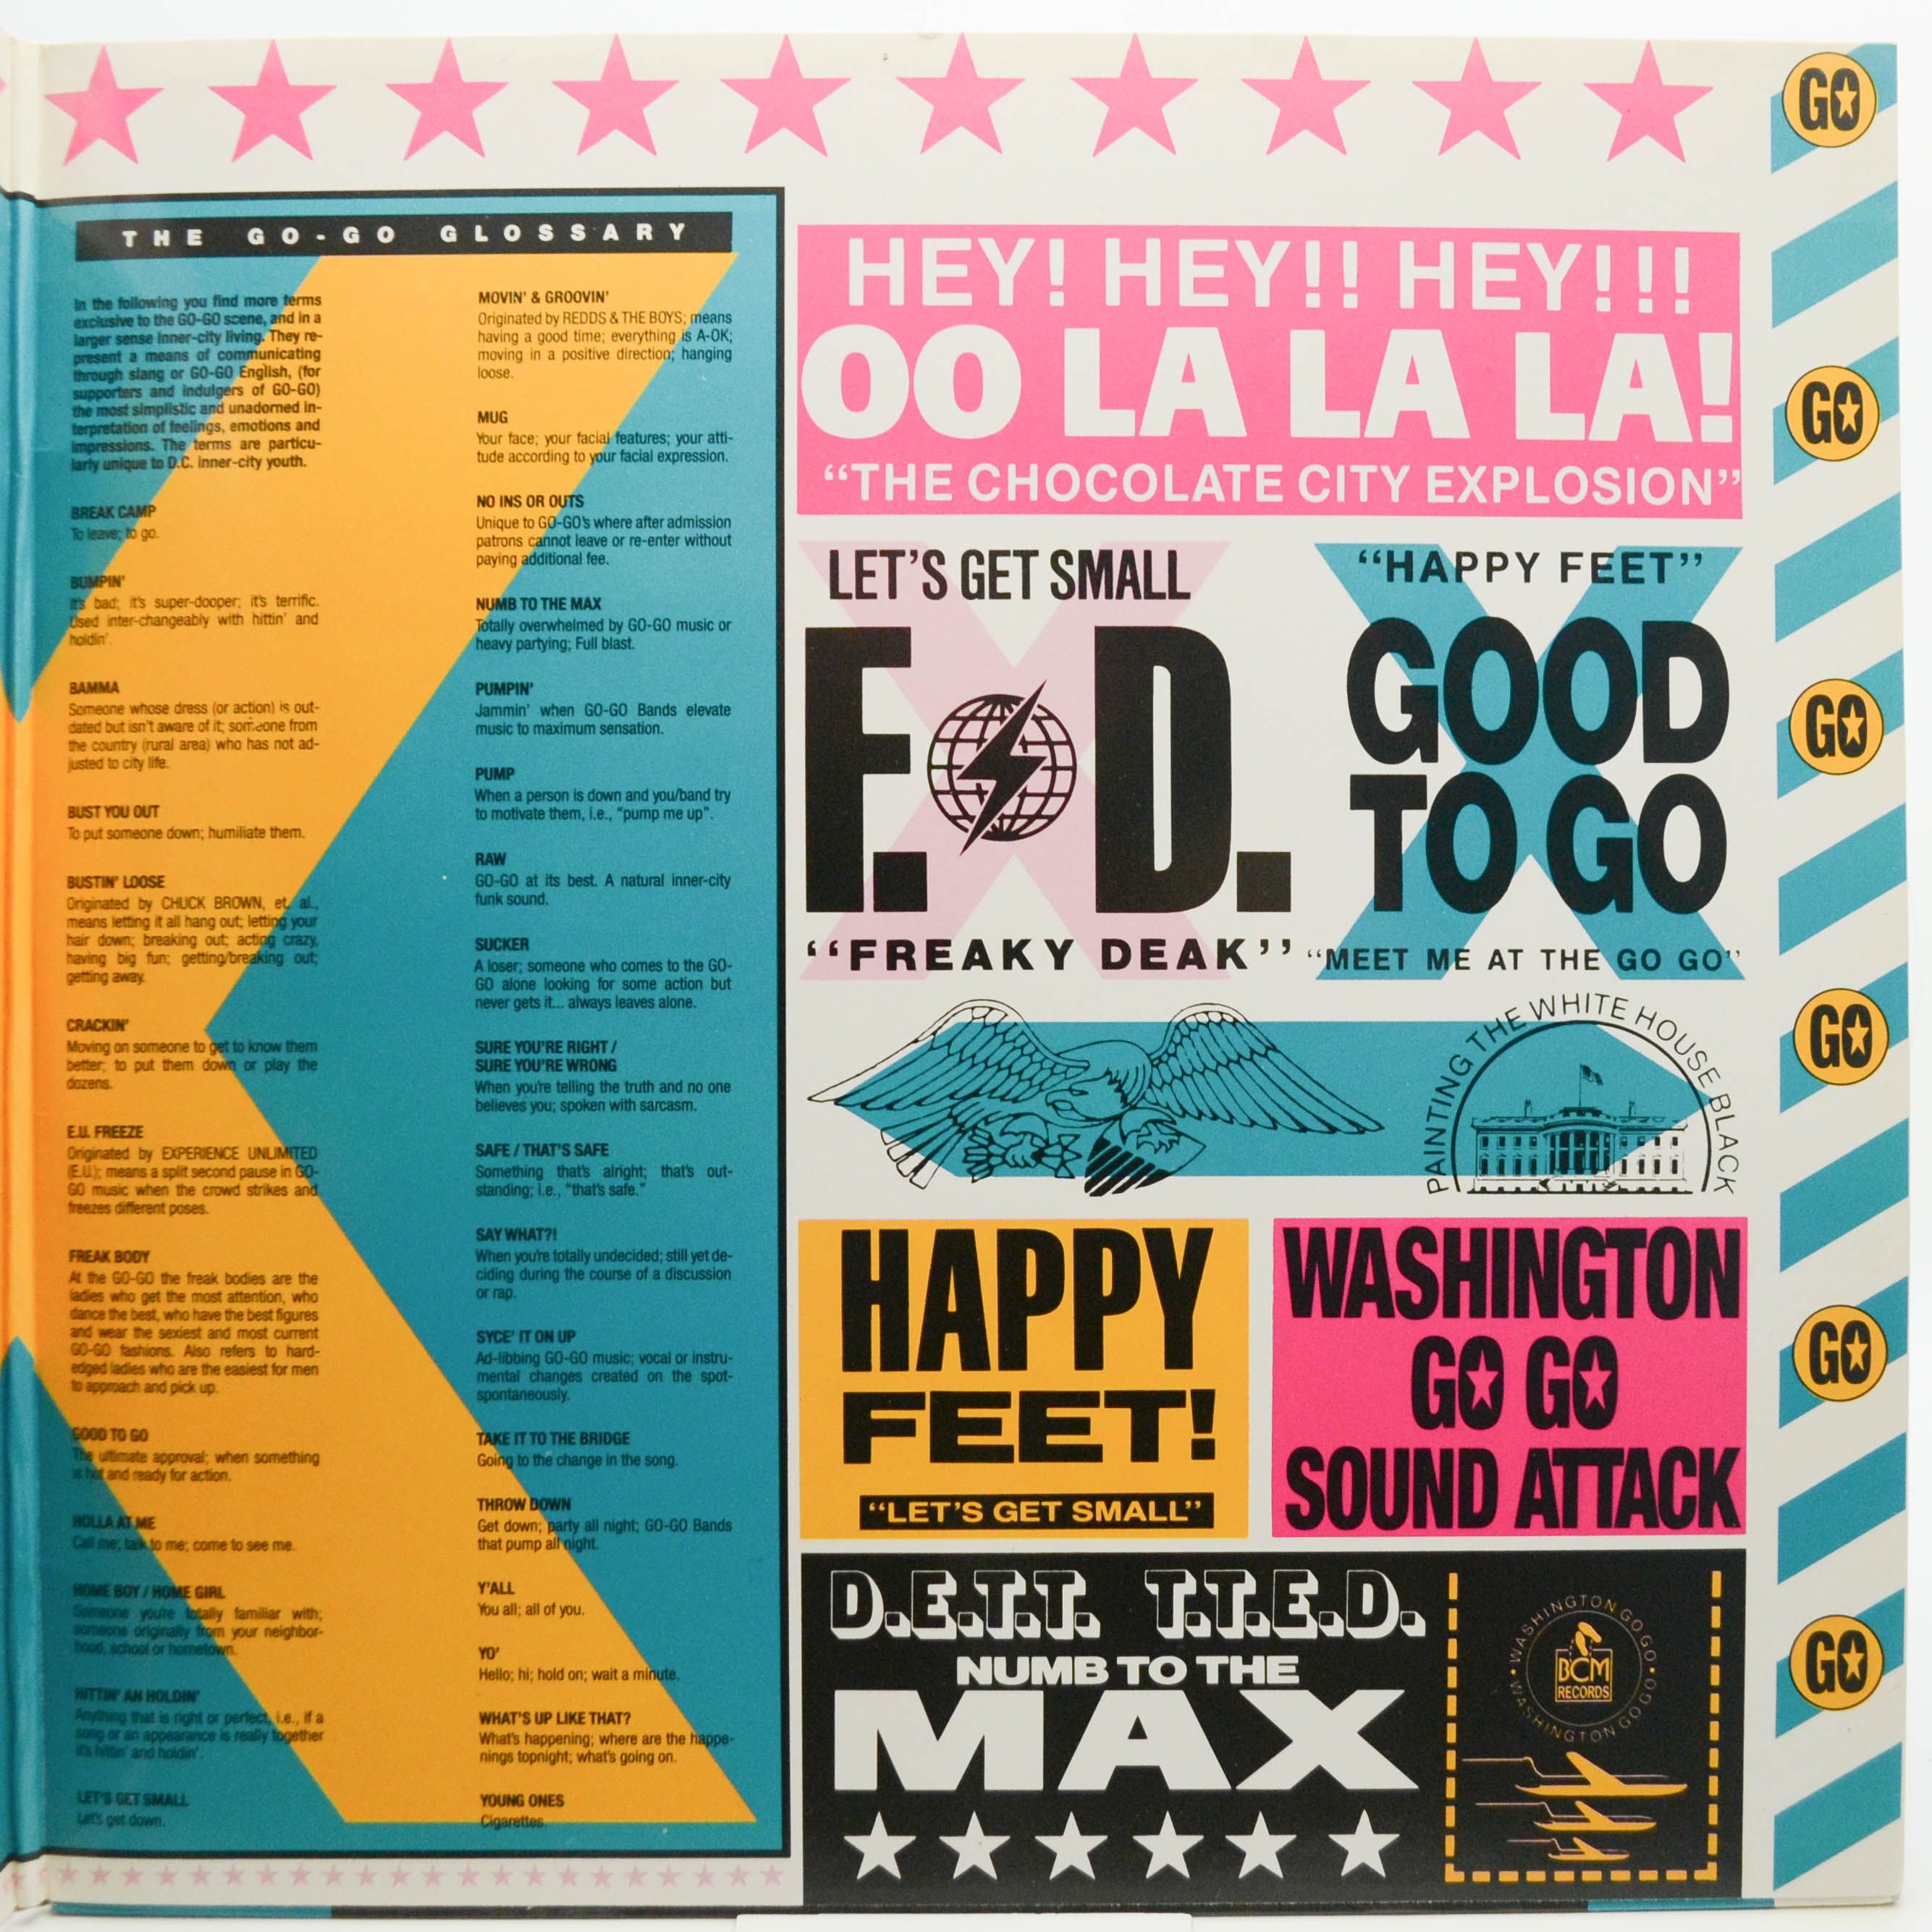 THE GO-GO GLOSSARY
In the following you find more terms
exclusive to the GO-GO scene, and in a
larger sense inner-city living. They re-
present a means of communicating
through slang or GO-GO English, (for
supporters and indulgers of GO-GO)
the most simplistic and unadorned in-
terpretation of feelings, emotions and
impressions. The terms are particu-
larly unique to D.C. inner-city youth.
BREAK CAMP
To leave; to go.
BUMPIN'
It's bad; it's super-dooper; it's terrific.
Used inter-changeably with hittin' and
holdin'.
BAMMA
Someone whose dress (or action) is out-
dated but isn't aware of it; someone from
the country (rural area) who has not ad-
justed to city life.
BUST YOU OUT
To put someone down; humiliate them.
BUSTIN' LOOSE
Originated by CHUCK BROWN, et. al.,
means letting it all hang out; letting your
hair down; breaking out; acting crazy,
having big fun; getting/breaking out;
getting away.
CRACKIN'
Moving on someone to get to know them
better; to put them down or play the
dozens.
E.U. FREEZE
Originated by EXPERIENCE UNLIMITED
(E.U.); means a split second pause in GO-
GO music when the crowd strikes and
freezes different poses.
FREAK BODY
At the GO-GO the freak bodies are the
ladies who get the most attention, who
dance the best, who have the best figures
and wear the sexiest and most current
GO-GO fashions. Also refers to hard-
edged ladies who are the easiest for men
to approach and pick up.
GOOD TO GO
The ultimate approval; when something
is hot and ready for action.
HOLLA AT ME
Call me; talk to me; come to see me.
HOME BOY / HOME GIRL
Someone you're totally familiar with;
someone originally from your neighbor-
hood, school or hometown.
HITTIN' AN HOLDIN'
Anything that is right or perfect, i.e., if a
song or an appearance is really together
it's hittin' and holdin'.
LET'S GET SMALL
Let's get down.
MOVIN' & GROOVIN'
Originated by REDDS & THE BOYS; means
having a good time; everything is A-OK;
moving in a positive direction; hanging
loose.
MUG
Your face; your facial features; your atti-
tude according to your facial expression.
NO INS OR OUTS
Unique to GO-GO's where after admission
patrons cannot leave or re-enter without
paying additional fee.
NUMB TO THE MAX
Totally overwhelmed by GO-GO music or
heavy partying; Full blast.
PUMPIN'
Jammin' when GO-GO Bands elevate
music to maximum sensation.
PUMP
When a person is down and you/band try
to motivate them, i.e., "pump me up".
RAW
GO-GO at its best. A natural inner-city
funk sound.
SUCKER
A loser; someone who comes to the GO-
GO alone looking for some action but
never gets it... always leaves alone.
SURE YOU'RE RIGHT /
SURE YOU'RE WRONG
When you're telling the truth and no one
believes you; spoken with sarcasm.
SAFE / THAT'S SAFE
Something that's alright; that's out-
standing; i.e., "that's safe."
SAY WHAT?!
When you're totally undecided; still yet de-
ciding during the course of a discussion
or rap.
SYCE' IT ON UP
Ad-libbing GO-GO music; vocal or instru-
mental changes created on the spot-
spontaneously.
TAKE IT TO THE BRIDGE
Going to the change in the song.
THROW DOWN
Get down; party all night; GO-GO Bands
that pump all night.
Y'ALL
You all; all of you.
YO'
Hello; hi; hold on; wait a minute.
WHAT'S UP LIKE THAT?
What's happening; where are the happe-
nings topnight; what's going on.
YOUNG ONES
Cigarettes.
HEY! HEY!! HEY!!!
OO LA LA LA!
“THE CHOCOLATE CITY EXPLOSION”
LET'S GET SMALL
F. D.
“FREAKY DEAK”
“HAPPY FEET”
GOOD
TO GO
“MEET ME AT THE GO GO”
PAINTING THE WHITE HOUSE BLACK
HAPPY
FEET!
“LET'S GET SMALL”
WASHINGTON
GO GO
SOUND ATTACK
D.E.T.T. T.T.E.D.
NUMB TO THE
MAX
WASHINGTON GO GO • WASHINGTON GO GO •
BCM
RECORDS
GO
GO
GO
GO
GO
GO